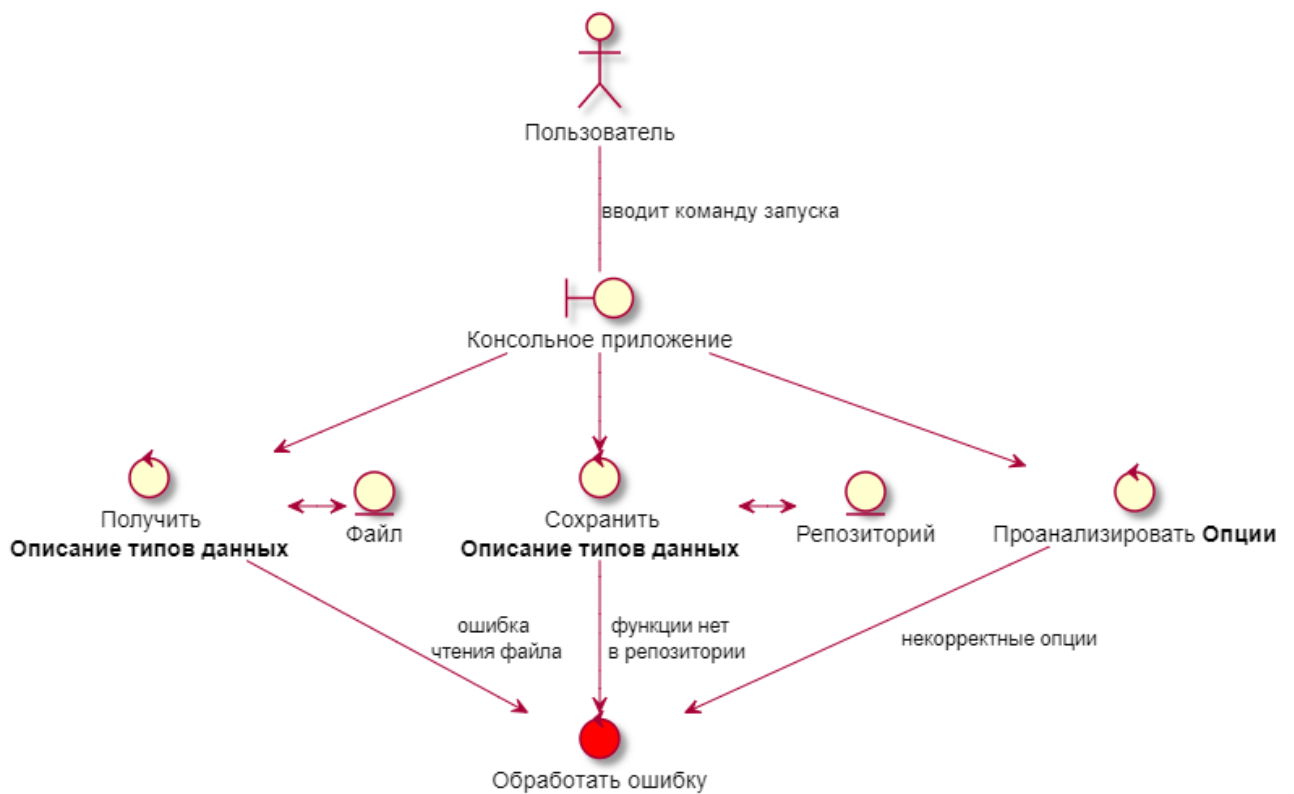 Пользователь
вводит команду запуска
Консольное приложение
Получить
Описание типов данных
Файл
Сохранить
Описание типов данных
Репозиторий
Проанализировать Опции
ошибка
чтения файла
функции нет
в репозитории
некорректные опции
Обработать ошибку